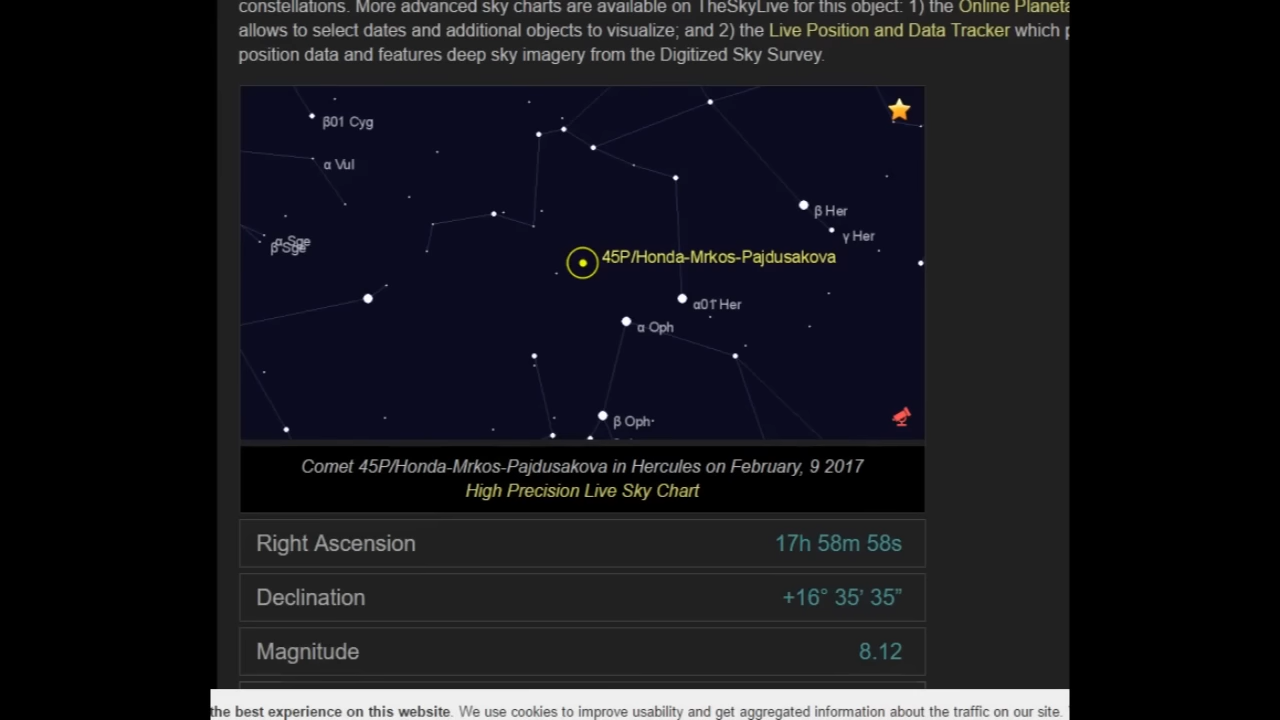 constellations. More advanced sky charts are available on TheSkyLive for this object: 1) the Online Planeta
allows to select dates and additional objects to visualize; and 2) the Live Position and Data Tracker which p
position data and features deep sky imagery from the Digitized Sky Survey.
β01 Cyg
α Vul
α Sge
β Sge
β Her
γ Her
45P/Honda-Mrkos-Pajdusakova
α01 Her
α Oph
β Oph
Comet 45P/Honda-Mrkos-Pajdusakova in Hercules on February, 9 2017
High Precision Live Sky Chart
Right Ascension 17h 58m 58s
Declination +16° 35’ 35”
Magnitude 8.12
the best experience on this website. We use cookies to improve usability and get aggregated information about the traffic on our site.